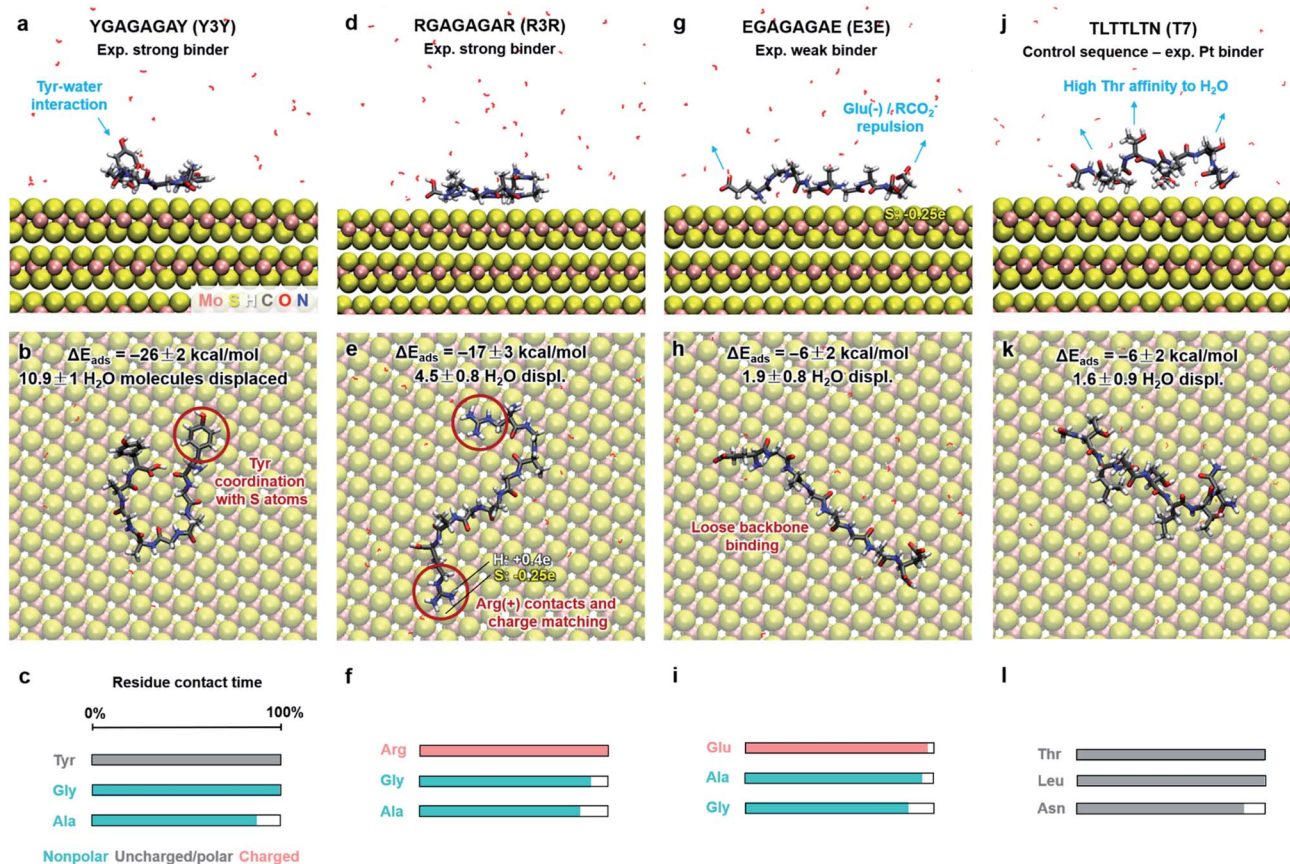 a
YGAGAGAY (Y3Y)
Exp. strong binder
Tyr-water
interaction
Mo S H C O N
d
RGAGAGAR (R3R)
Exp. strong binder
g
EGAGAGAE (E3E)
Exp. weak binder
Glu(-) / RCO₂⁻
repulsion
S: -0.25e
j
TLTTLTN (T7)
Control sequence – exp. Pt binder
High Thr affinity to H₂O
b
ΔEads = –26±2 kcal/mol
10.9±1 H₂O molecules displaced
Tyr
coordination
with S atoms
e
ΔEads = –17±3 kcal/mol
4.5±0.8 H₂O displ.
H: +0.4e
S: -0.25e
Arg(+) contacts and
charge matching
h
ΔEads = –6±2 kcal/mol
1.9±0.8 H₂O displ.
Loose backbone
binding
k
ΔEads = –6±2 kcal/mol
1.6±0.9 H₂O displ.
c
Residue contact time
0% 100%
Tyr
Gly
Ala
Nonpolar Uncharged/polar Charged
f
Arg
Gly
Ala
i
Glu
Ala
Gly
l
Thr
Leu
Asn